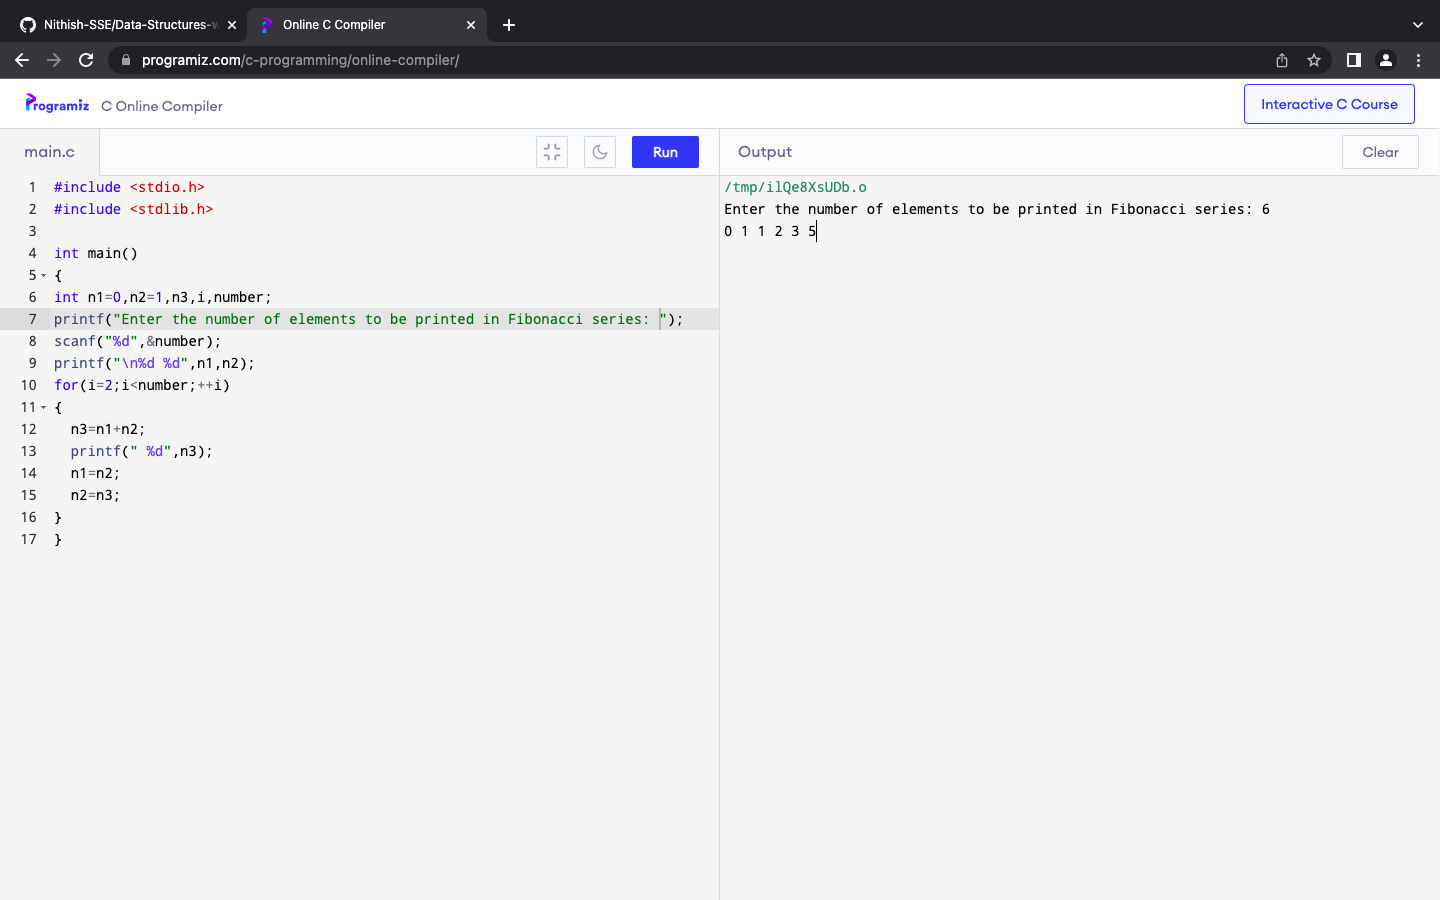 Nithish-SSE/Data-Structures-w
Online C Compiler
programiz.com/c-programming/online-compiler/
Programiz C Online Compiler
Interactive C Course
main.c
Run
Output
Clear
1 #include <stdio.h>
2 #include <stdlib.h>
3
4 int main()
5 {
6 int n1=0,n2=1,n3,i,number;
7 printf("Enter the number of elements to be printed in Fibonacci series: ");
8 scanf("%d",&number);
9 printf("\n%d %d",n1,n2);
10 for(i=2;i<number;++i)
11 {
12   n3=n1+n2;
13   printf(" %d",n3);
14   n1=n2;
15   n2=n3;
16 }
17 }
/tmp/ilQe8XsUDb.o
Enter the number of elements to be printed in Fibonacci series: 6
0 1 1 2 3 5